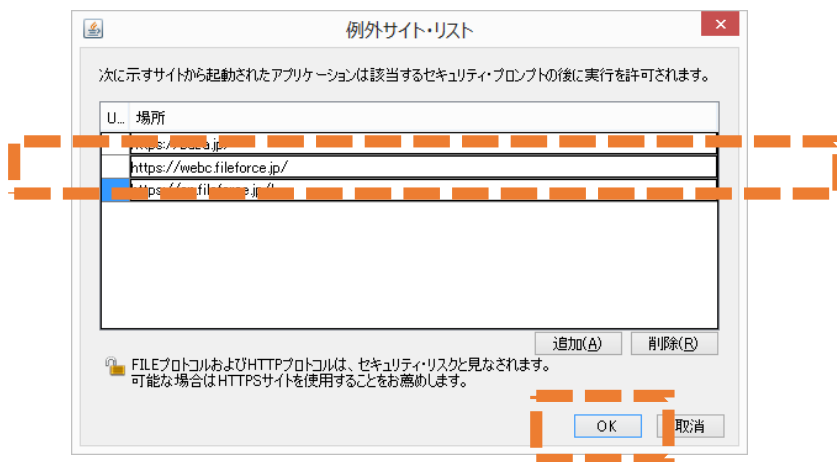 例外サイト・リスト
次に示すサイトから起動されたアプリケーションは該当するセキュリティ・プロンプトの後に実行を許可されます。
U... 場所
https://webc.fileforce.jp/
追加(A) 削除(R)
FILEプロトコルおよびHTTPプロトコルは、セキュリティ・リスクと見なされます。
可能な場合はHTTPSサイトを使用することをお薦めします。
OK 取消